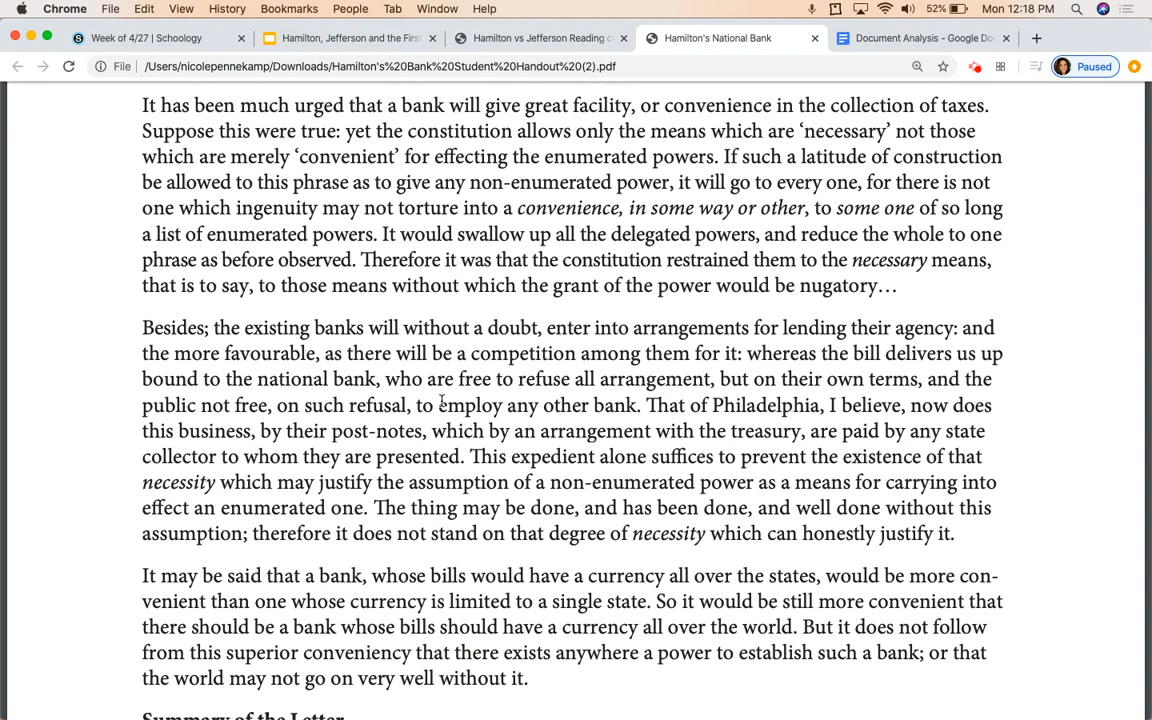 Chrome File Edit View History Bookmarks People Tab Window Help 52% Mon 12:18 PM
Week of 4/27 | Schoology Hamilton, Jefferson and the Firs Hamilton vs Jefferson Reading c Hamilton's National Bank Document Analysis - Google Do
File /Users/nicolepennekamp/Downloads/Hamilton's%20Bank%20Student%20Handout%20(2).pdf Paused
It has been much urged that a bank will give great facility, or convenience in the collection of taxes.
Suppose this were true: yet the constitution allows only the means which are ‘necessary’ not those
which are merely ‘convenient’ for effecting the enumerated powers. If such a latitude of construction
be allowed to this phrase as to give any non-enumerated power, it will go to every one, for there is not
one which ingenuity may not torture into a convenience, in some way or other, to some one of so long
a list of enumerated powers. It would swallow up all the delegated powers, and reduce the whole to one
phrase as before observed. Therefore it was that the constitution restrained them to the necessary means,
that is to say, to those means without which the grant of the power would be nugatory…
Besides; the existing banks will without a doubt, enter into arrangements for lending their agency: and
the more favourable, as there will be a competition among them for it: whereas the bill delivers us up
bound to the national bank, who are free to refuse all arrangement, but on their own terms, and the
public not free, on such refusal, to employ any other bank. That of Philadelphia, I believe, now does
this business, by their post-notes, which by an arrangement with the treasury, are paid by any state
collector to whom they are presented. This expedient alone suffices to prevent the existence of that
necessity which may justify the assumption of a non-enumerated power as a means for carrying into
effect an enumerated one. The thing may be done, and has been done, and well done without this
assumption; therefore it does not stand on that degree of necessity which can honestly justify it.
It may be said that a bank, whose bills would have a currency all over the states, would be more con-
venient than one whose currency is limited to a single state. So it would be still more convenient that
there should be a bank whose bills should have a currency all over the world. But it does not follow
from this superior conveniency that there exists anywhere a power to establish such a bank; or that
the world may not go on very well without it.
Summary of the Letter